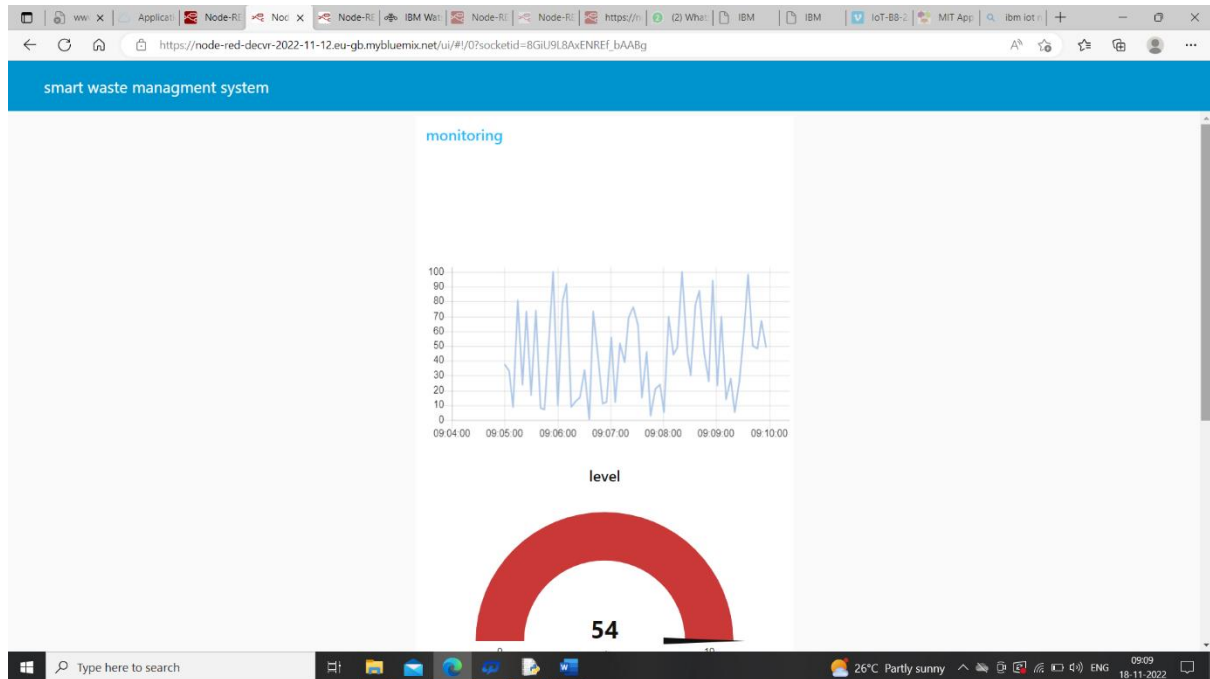 ww
Applicati
Node-RE
Nod
Node-RE
IBM Wat
Node-RE
Node-RE
https://n
(2) What
IBM
IBM
IoT-BB-2
MIT App
ibm iot n
https://node-red-decvr-2022-11-12.eu-gb.mybluemix.net/ui/#!/0?socketid=8GiU9L8AxENREf_bAABg
smart waste managment system
monitoring
100
90
80
70
60
50
40
30
20
10
0
09:04:00 09:05:00 09:06:00 09:07:00 09:08:00 09:09:00 09:10:00
level
54
0 10
Type here to search
26°C Partly sunny
ENG
09:09
18-11-2022